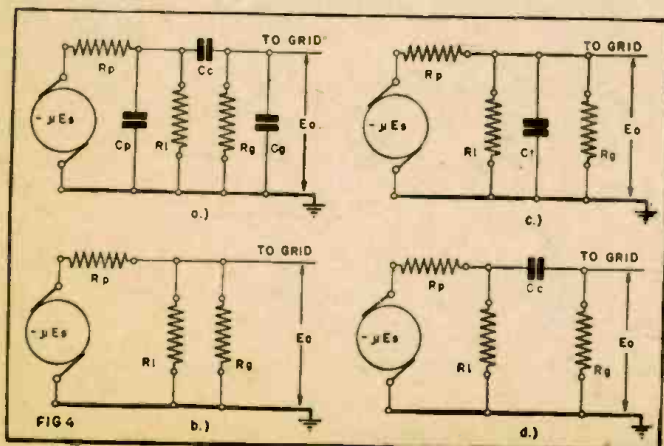 TO GRID
Rp
Cc
-μEs
Cp
Rl
Rg
Cg
Eo
a.)
TO GRID
Rp
-μEs
Rl
Ct
Rg
Eo
c.)
TO GRID
Rp
-μEs
Rl
Rg
Eo
FIG 4
b.)
TO GRID
Rp
Cc
-μEs
Rl
Rg
Eo
d.)